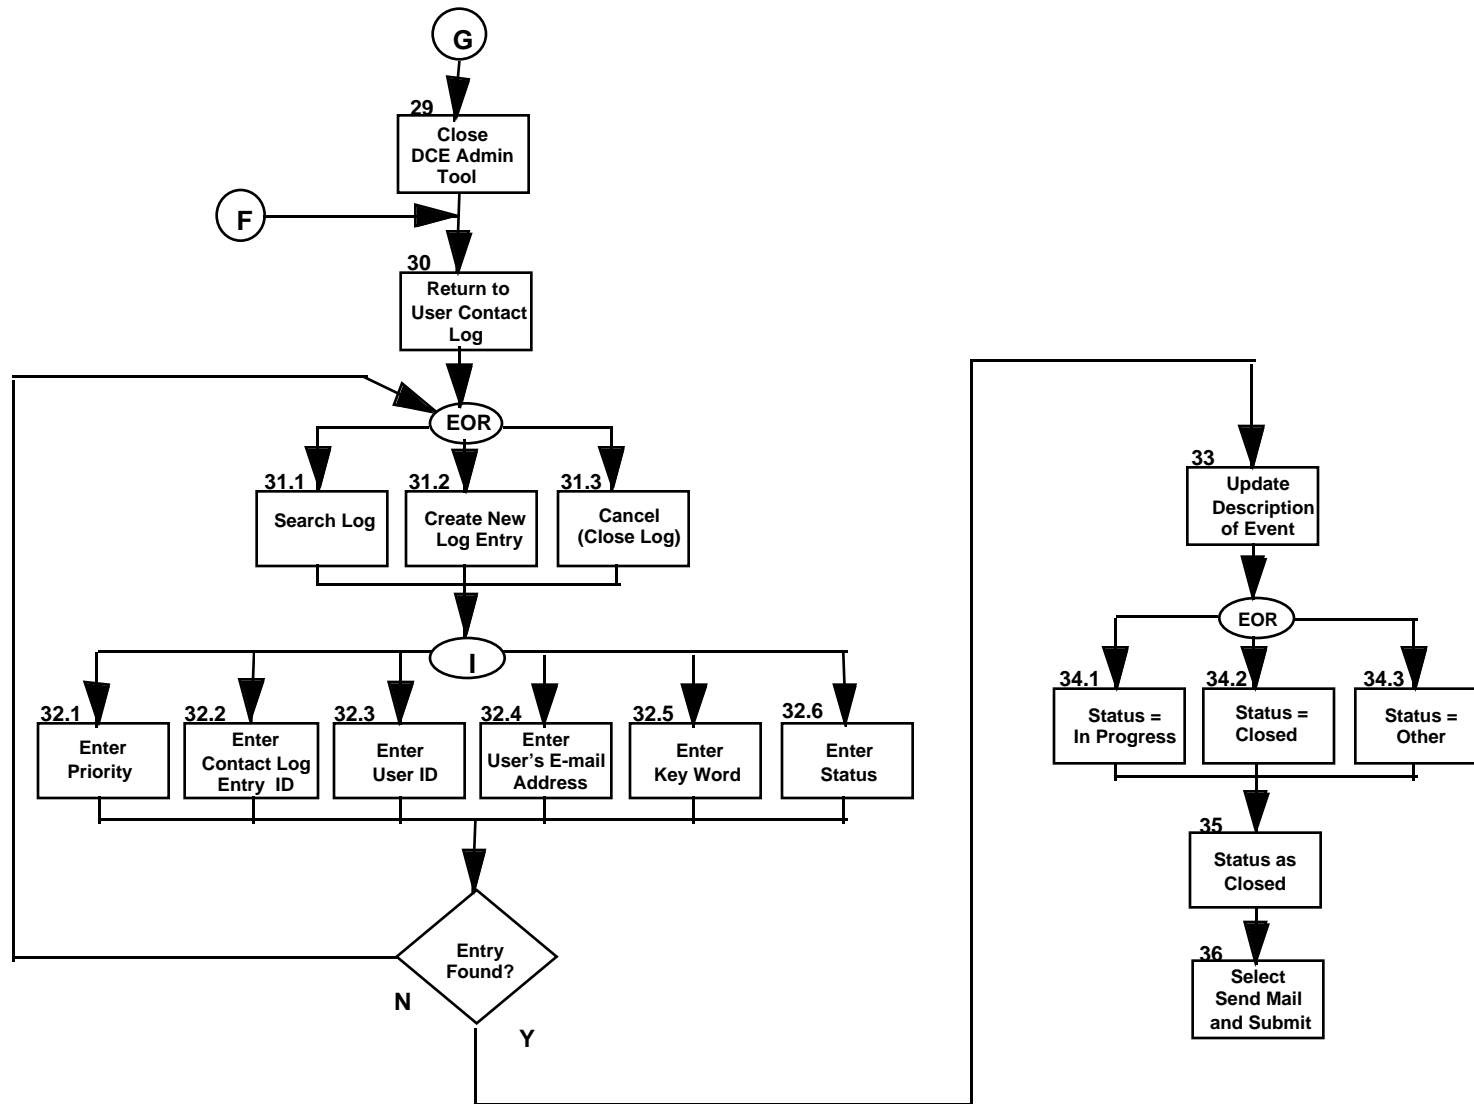 G
29
Close
DCE Admin
Tool
F
30
Return to
User Contact
Log
EOR
31.1
Search Log
31.2
Create New
Log Entry
31.3
Cancel
(Close Log)
I
32.1
Enter
Priority
32.2
Enter
Contact Log
Entry ID
32.3
Enter
User ID
32.4
Enter
User's E-mail
Address
32.5
Enter
Key Word
32.6
Enter
Status
Entry
Found?
N
Y
33
Update
Description
of Event
EOR
34.1
Status =
In Progress
34.2
Status =
Closed
34.3
Status =
Other
35
Status as
Closed
36
Select
Send Mail
and Submit